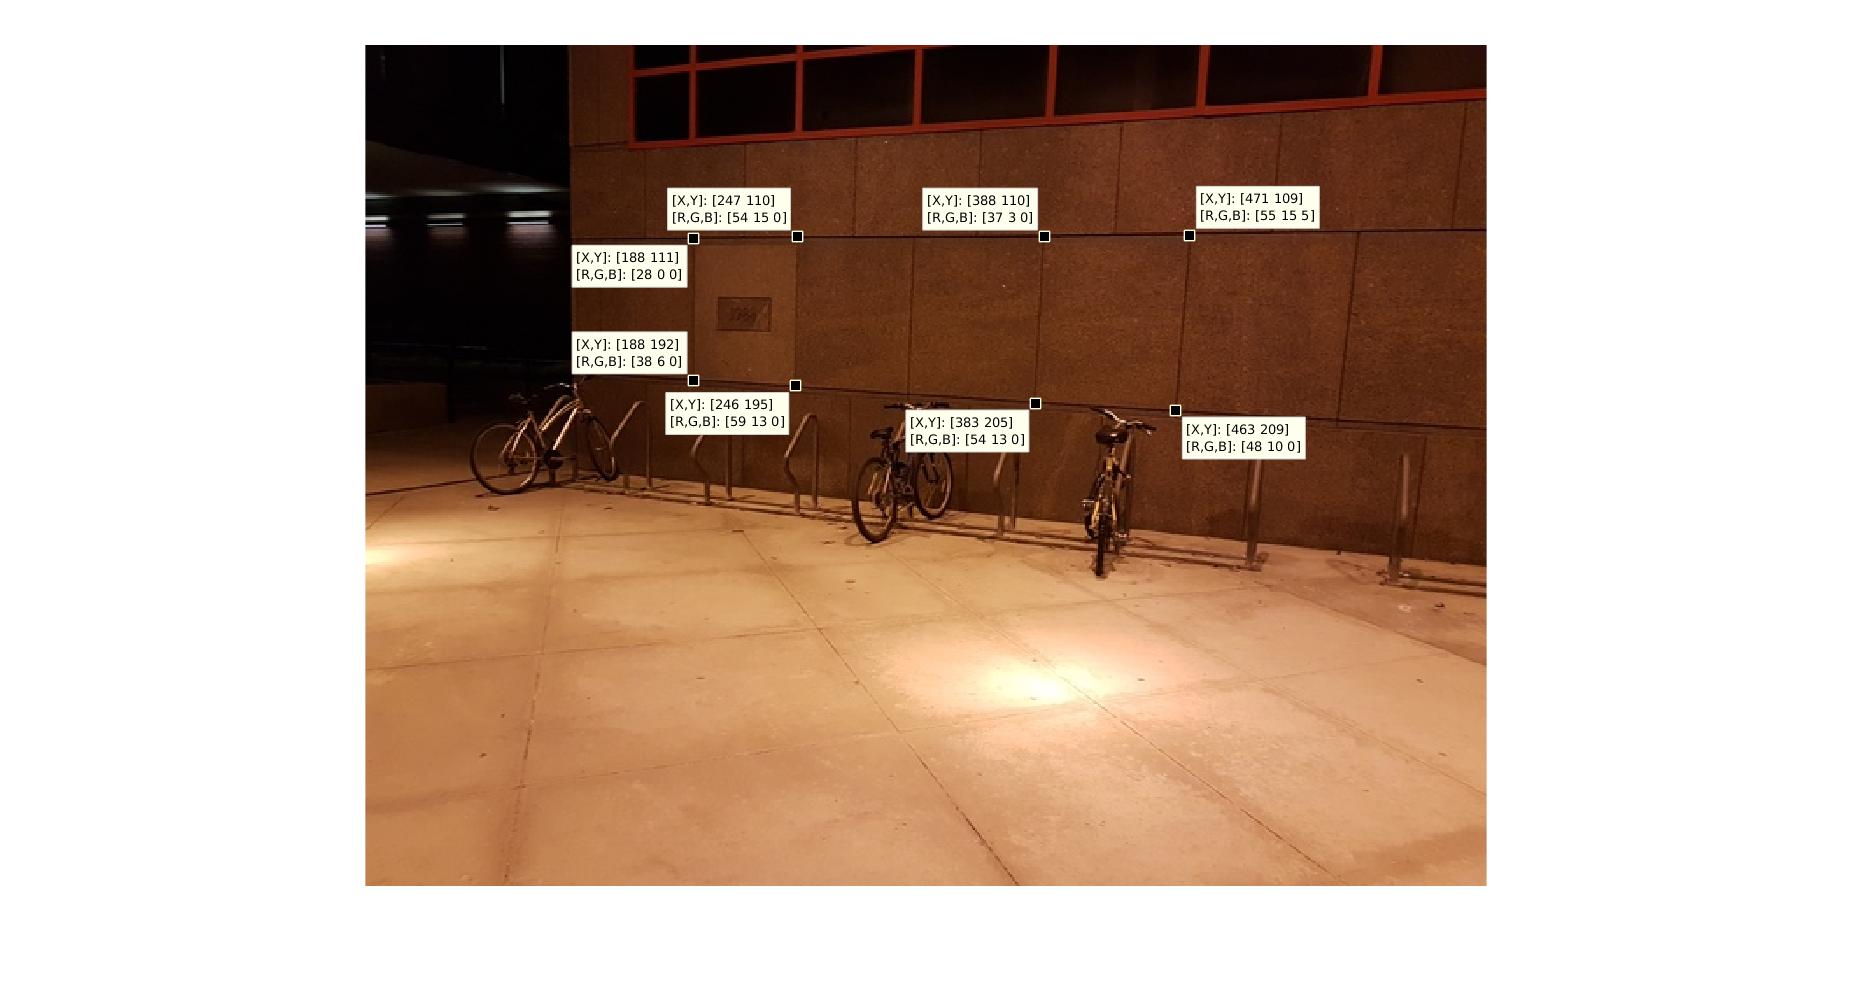 [X,Y]: [247 110]
[R,G,B]: [54 15 0]
[X,Y]: [388 110]
[R,G,B]: [37 3 0]
[X,Y]: [471 109]
[R,G,B]: [55 15 5]
[X,Y]: [188 111]
[R,G,B]: [28 0 0]
[X,Y]: [188 192]
[R,G,B]: [38 6 0]
[X,Y]: [246 195]
[R,G,B]: [59 13 0]
[X,Y]: [383 205]
[R,G,B]: [54 13 0]
[X,Y]: [463 209]
[R,G,B]: [48 10 0]